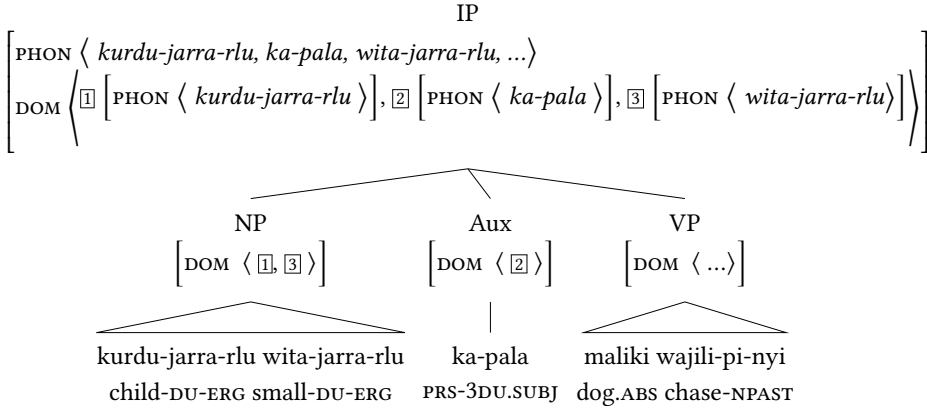 IP
PHON ⟨ kurdu-jarra-rlu, ka-pala, wita-jarra-rlu, ...⟩
DOM ⟨ 1 [PHON ⟨ kurdu-jarra-rlu ⟩], 2 [PHON ⟨ ka-pala ⟩], 3 [PHON ⟨ wita-jarra-rlu⟩] ⟩
NP Aux VP
[DOM ⟨ 1, 3 ⟩] [DOM ⟨ 2 ⟩] [DOM ⟨ ...⟩]
kurdu-jarra-rlu wita-jarra-rlu ka-pala maliki wajili-pi-nyi
child-DU-ERG small-DU-ERG PRS-3DU.SUBJ dog.ABS chase-NPAST